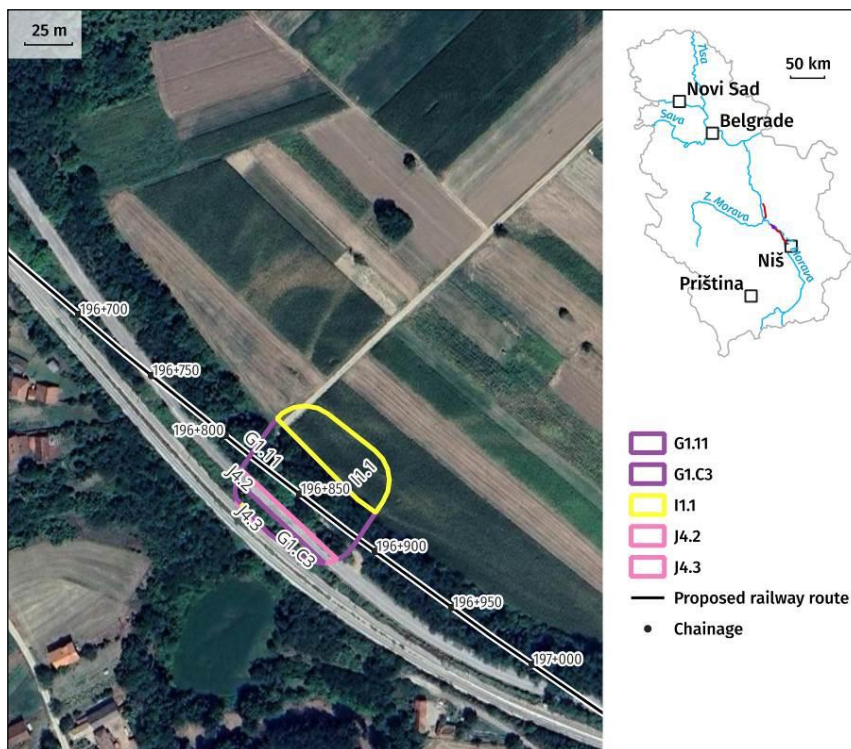 25 m
196+700
196+750
196+800
G1.11
I1.1
196+850
J4.2
J4.3
G1.C3
196+900
196+950
197+000
50 km
Tisa
Novi Sad
Sava
Belgrade
Z. Morava
Niš
Morava
Priština
G1.11
G1.C3
I1.1
J4.2
J4.3
Proposed railway route
Chainage